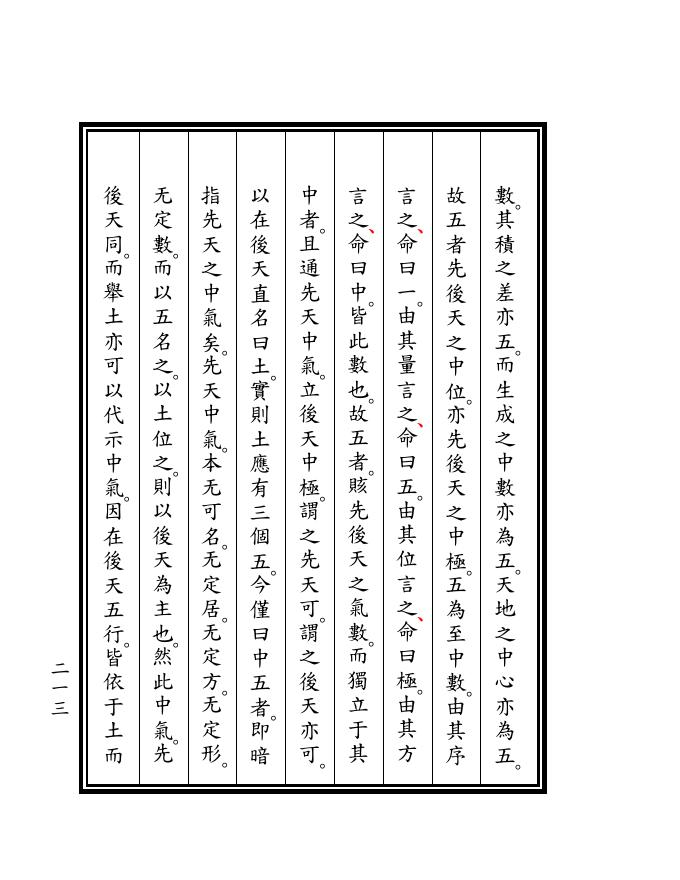 數。其積之差亦五。而生成之中數亦為五。天地之中心亦為五。
故五者先後天之中位。亦先後天之中極。五為至中數。由其序
言之、命曰一。由其量言之、命曰五。由其位言之、命曰極。由其方
言之、命曰中。皆此數也。故五者。賅先後天之氣數。而獨立于其
中者。且通先天中氣。立後天中極。謂之先天可。謂之後天亦可。
以在後天直名曰土。實則土應有三個五。今僅曰中五者。即暗
指先天之中氣矣。先天中氣。本无可名。无定居。无定方。无定形。
无定數。而以五名之。以土位之。則以後天為主也。然此中氣。先
後天同。而舉土亦可以代示中氣。因在後天五行。皆依于土而
二一三